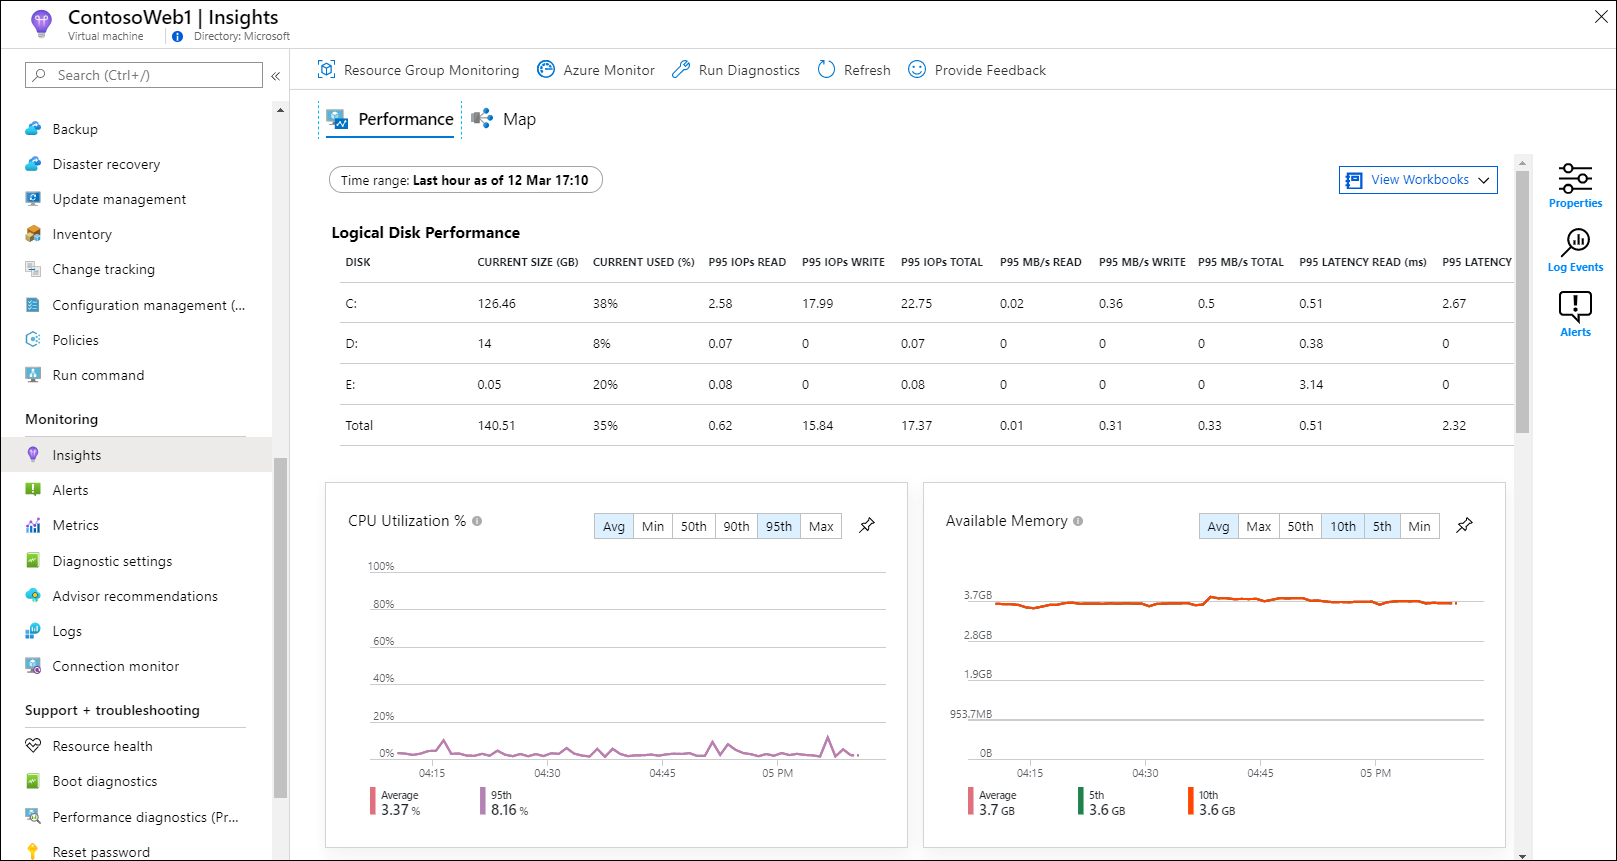 ContosoWeb1 | Insights
Virtual machine
Directory: Microsoft
Search (Ctrl+/)
«
Backup
Disaster recovery
Update management
Inventory
Change tracking
Configuration management (...
Policies
Run command
Monitoring
Insights
Alerts
Metrics
Diagnostic settings
Advisor recommendations
Logs
Connection monitor
Support + troubleshooting
Resource health
Boot diagnostics
Performance diagnostics (Pr...
Reset password
Resource Group Monitoring Azure Monitor Run Diagnostics Refresh Provide Feedback
Performance Map
Time range: Last hour as of 12 Mar 17:10
View Workbooks
Properties
Log Events
Alerts
Logical Disk Performance
DISK CURRENT SIZE (GB) CURRENT USED (%) P95 IOPs READ P95 IOPs WRITE P95 IOPs TOTAL P95 MB/s READ P95 MB/s WRITE P95 MB/s TOTAL P95 LATENCY READ (ms) P95 LATENCY
C: 126.46 38% 2.58 17.99 22.75 0.02 0.36 0.5 0.51 2.67
D: 14 8% 0.07 0 0.07 0 0 0 0.38 0
E: 0.05 20% 0.08 0 0.08 0 0 0 3.14 0
Total 140.51 35% 0.62 15.84 17.37 0.01 0.31 0.33 0.51 2.32
CPU Utilization %
Avg Min 50th 90th 95th Max
100%
80%
60%
40%
20%
0%
04:15 04:30 04:45 05 PM
Average 95th
3.37 % 8.16 %
Available Memory
Avg Max 50th 10th 5th Min
3.7GB
2.8GB
1.9GB
953.7MB
0B
04:15 04:30 04:45 05 PM
Average 5th 10th
3.7 GB 3.6 GB 3.6 GB